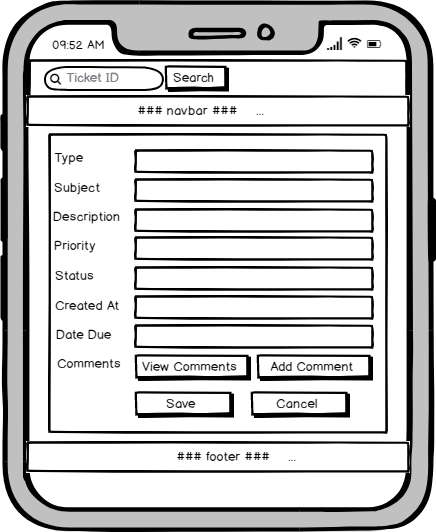 09:52 AM
Ticket ID Search
### navbar ### ...
Type
Subject
Description
Priority
Status
Created At
Date Due
Comments View Comments Add Comment
Save Cancel
### footer ### ...